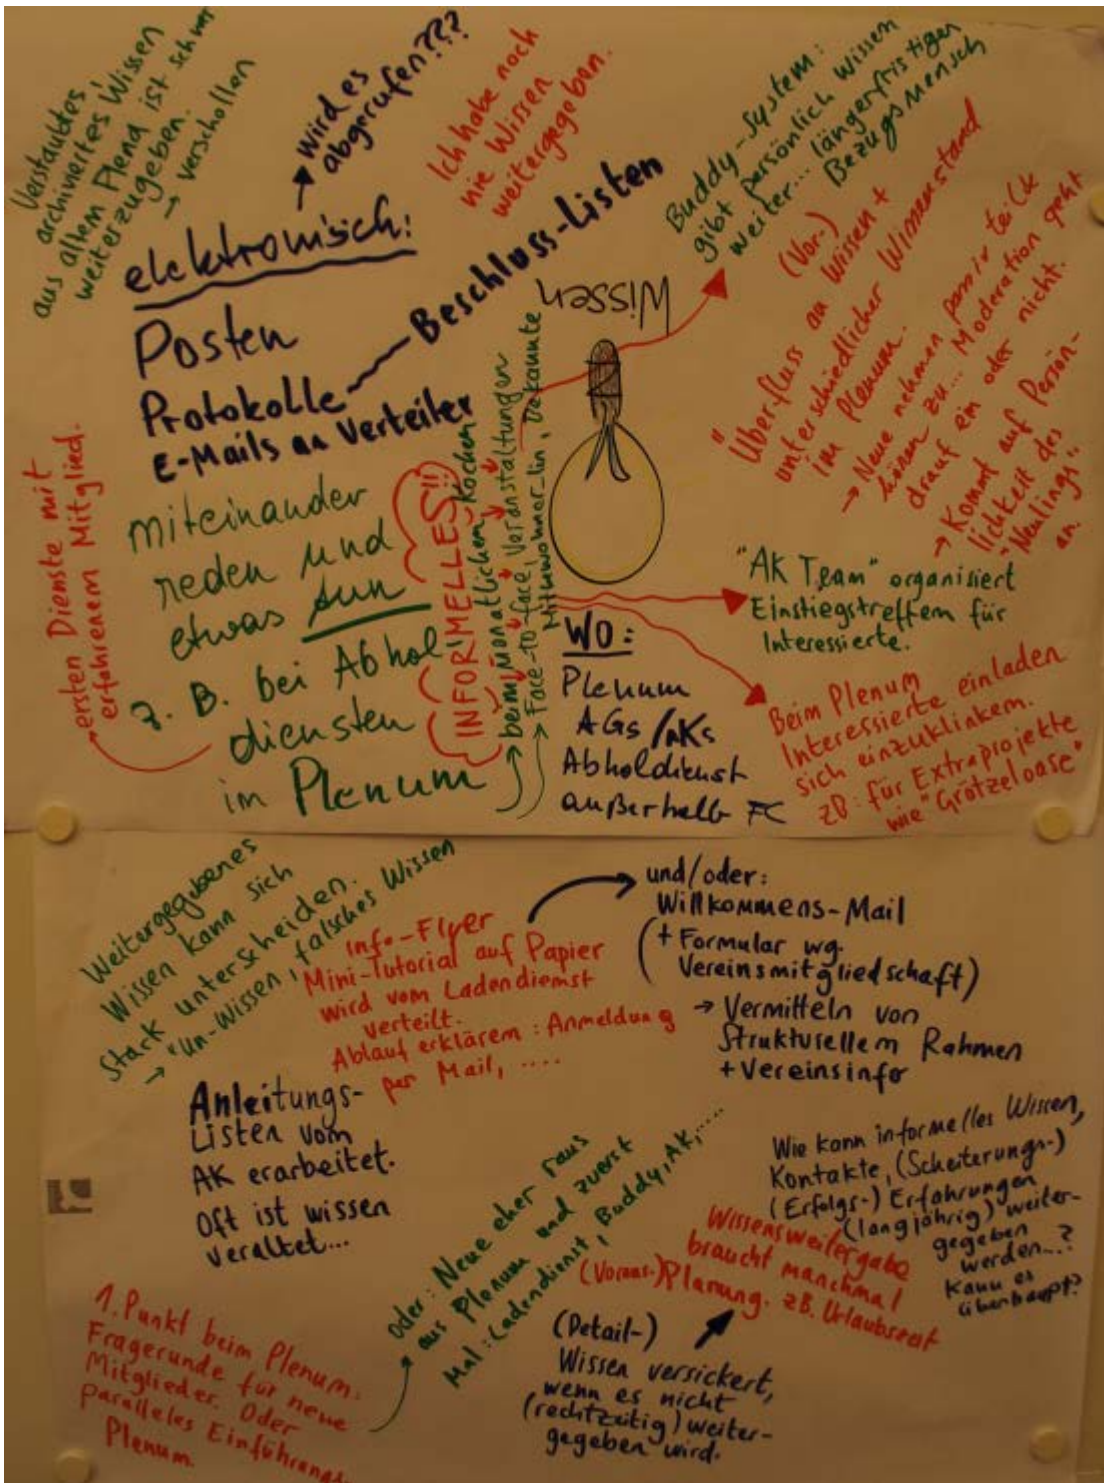 Verstaubtes,
archiviertes Wissen
aus altem Plena ist schwer
weiterzugeben.
→ verschollen
Wird es
abgerufen???
Ich habe noch
nie Wissen
weitergegeben.
Buddy-System:
gibt persönlich Wissen
weiter... längerfristigen
Bezugsmensch
elektronisch:
Posten
Protokolle
Beschluss-Listen
E-Mails an Verteiler
Wissen
(Vor-)
"Überfluss an Wissen +
unterschiedlicher Wissensstand
im Plenum.
→ Neue nehmen passiv teil
hören zu... Moderation geht
drauf ein oder nicht.
→ Kommt auf Persön-
lichkeit des
"Neulings"
an.
miteinander
reden und
etwas tun
z. B. bei Abhol-
diensten
im Plenum
ersten Dienste mit
erfahrenem Mitglied.
INFORMELLES!!
beim Monatlichen Kochen
Face-to-face, Veranstaltungen
Mitbewohner_in, Bekannte
WO:
Plenum
AGs/AKs
Abholdienst
außerhalb FC
"AK Team" organisiert
Einstiegstreffem für
Interessierte.
Beim Plenum
Interessierte einladen
sich einzuklinken.
zB: für Extraprojekte
wie "Grötzeloase"
Weitergegebenes
Wissen kann sich
stark unterscheiden.
→ "Un-Wissen", falsches Wissen
Info-Flyer
Mini-Tutorial auf Papier
wird vom Ladendienst
verteilt.
Ablauf erklären: Anmeldung
per Mail, ....
und/oder:
Willkommens-Mail
(+ Formular wg.
Vereinsmitgliedschaft)
→ Vermitteln von
Strukturellem Rahmen
+ Vereinsinfo
Anleitungs-
Listen vom
AK erarbeitet.
Oft ist wissen
veraltet...
Oder: Neue eher raus
aus Plenum und zuerst
Mal: Ladendienst, Buddy, AK,....
Wie kann informelles Wissen,
Kontakte, (Scheiterungs-)
(Erfolgs-) Erfahrungen
(langjährig) weiter-
gegeben
werden...?
Kann es
überhaupt?
Wissensweitergabe
braucht manchmal
(Voraus-) Planung. zB. Urlaubszeit
(Detail-)
Wissen versickert,
wenn es nicht
(rechtzeitig) weiter-
gegeben wird.
1. Punkt beim Plenum:
Fragerunde für neue
Mitglieder. Oder
paralleles Einführungs-
Plenum.